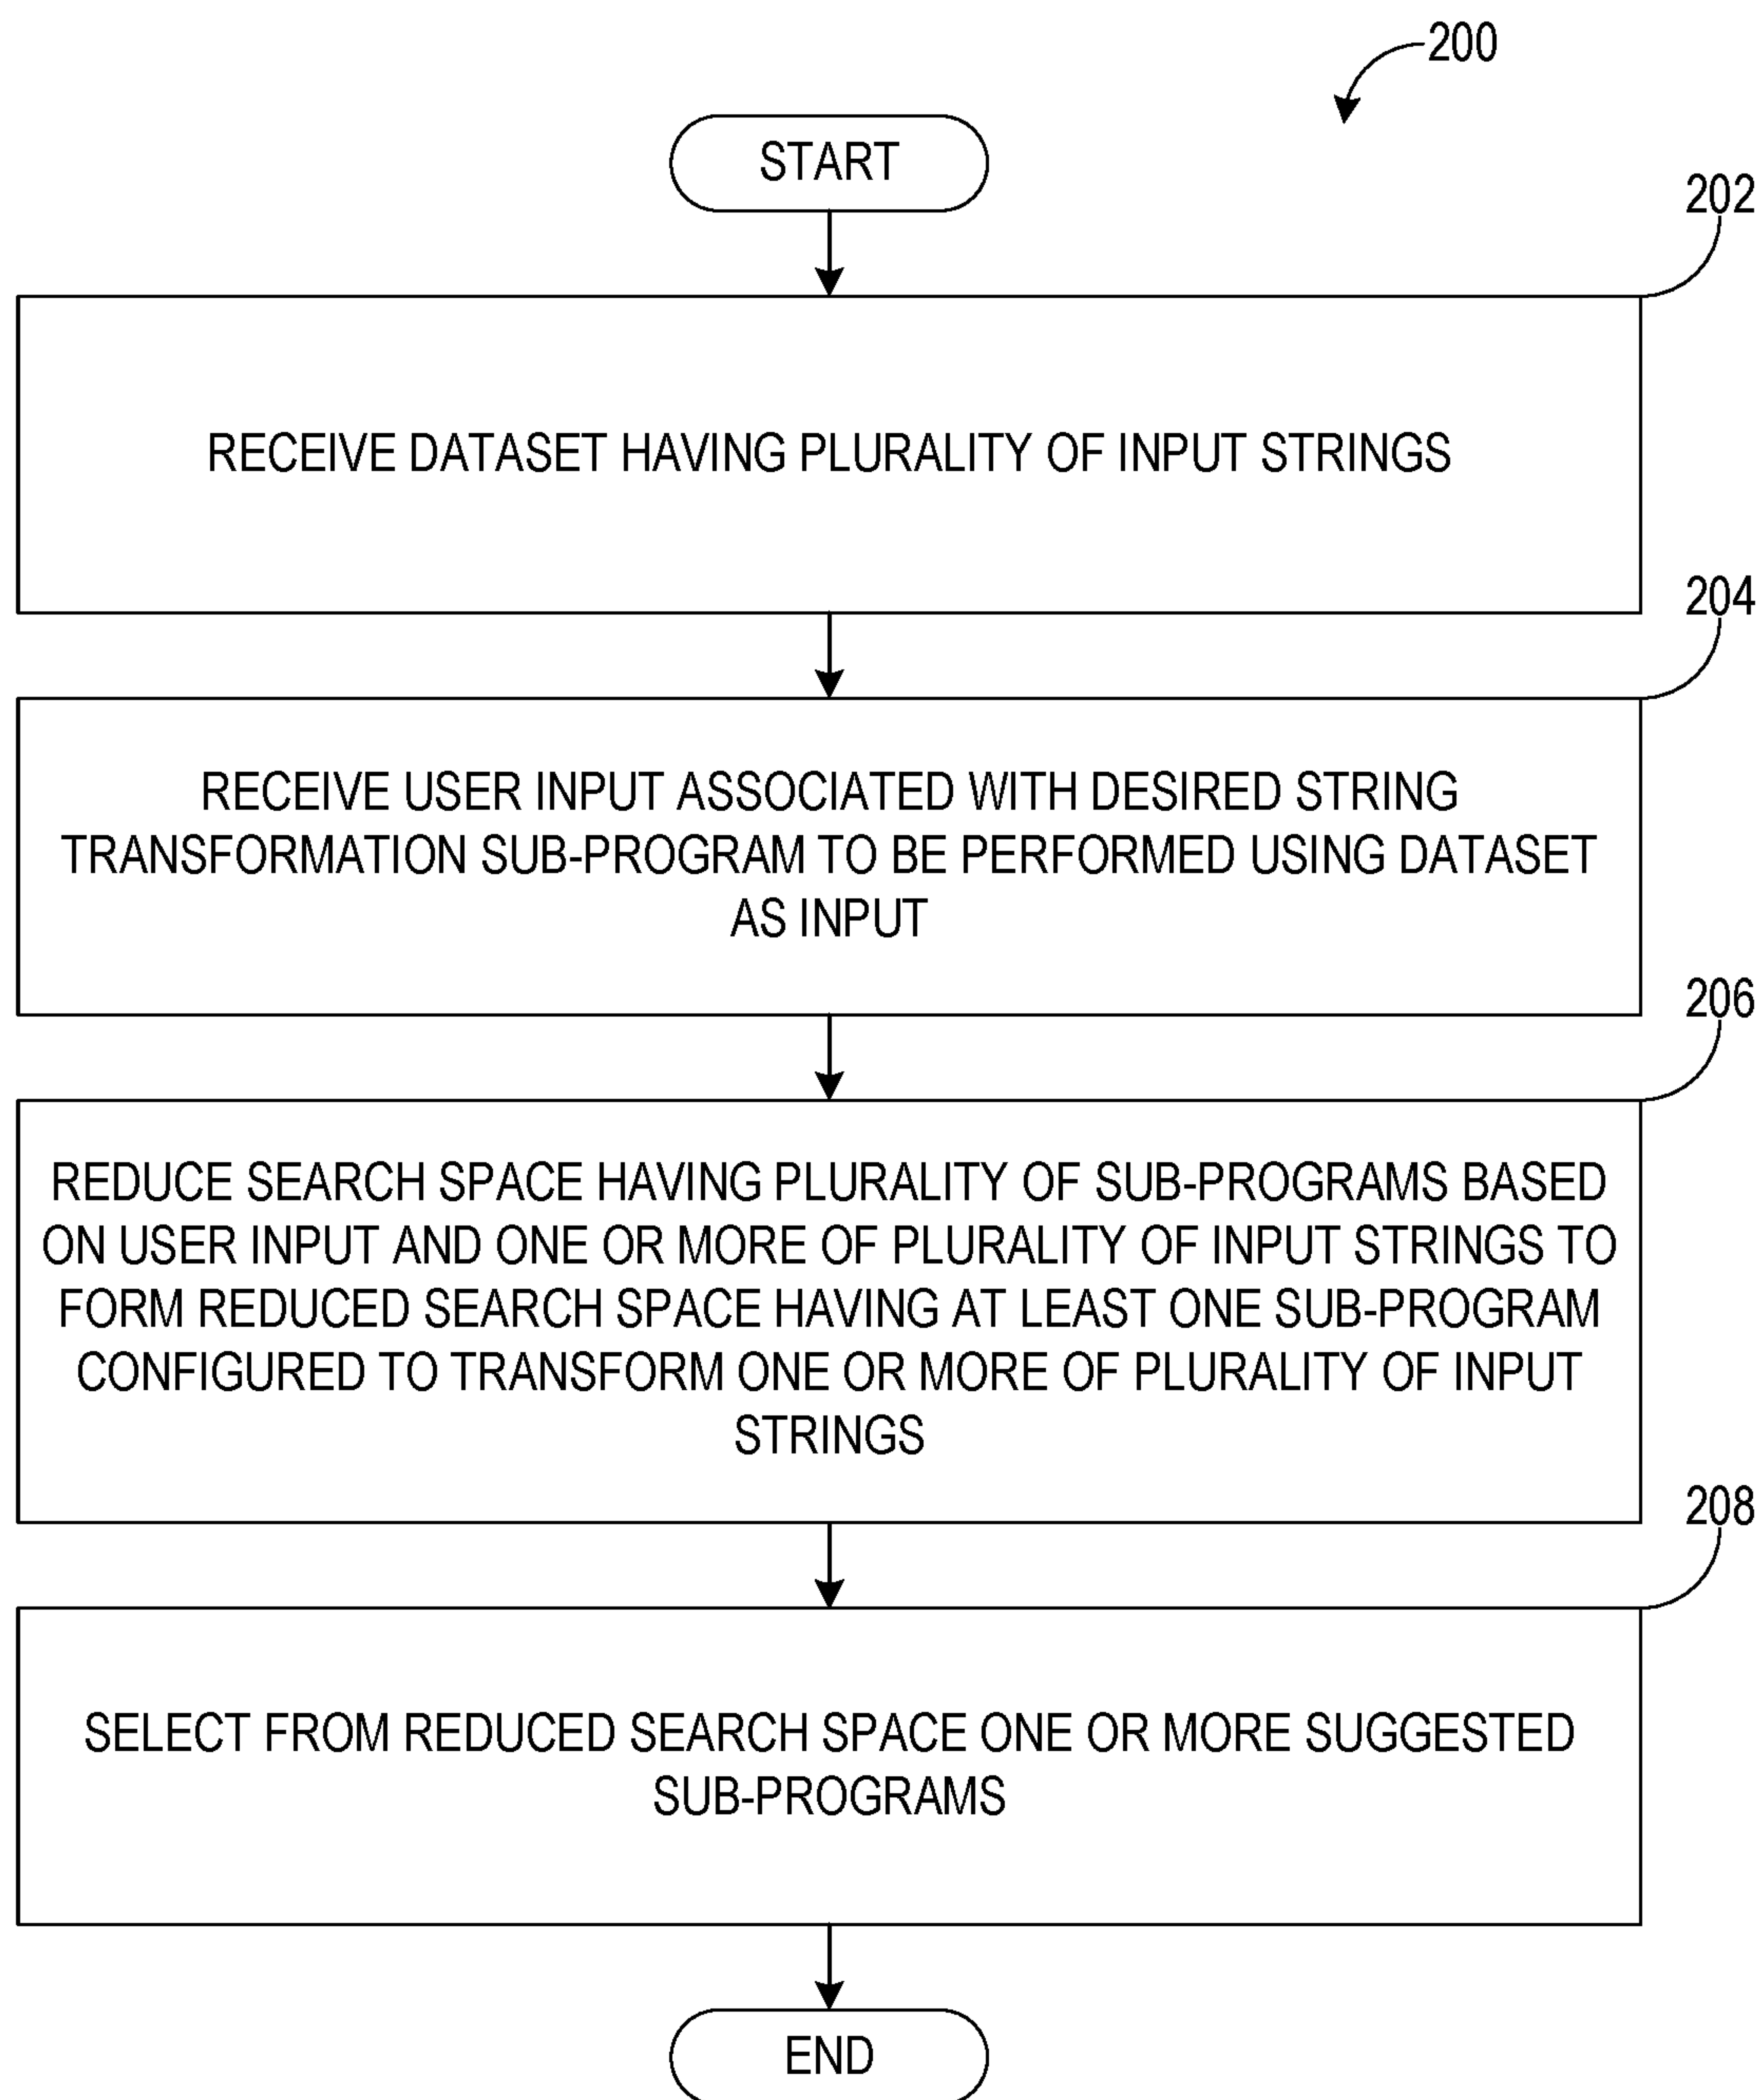 200
START
202
RECEIVE DATASET HAVING PLURALITY OF INPUT STRINGS
204
RECEIVE USER INPUT ASSOCIATED WITH DESIRED STRING
TRANSFORMATION SUB-PROGRAM TO BE PERFORMED USING DATASET
AS INPUT
206
REDUCE SEARCH SPACE HAVING PLURALITY OF SUB-PROGRAMS BASED
ON USER INPUT AND ONE OR MORE OF PLURALITY OF INPUT STRINGS TO
FORM REDUCED SEARCH SPACE HAVING AT LEAST ONE SUB-PROGRAM
CONFIGURED TO TRANSFORM ONE OR MORE OF PLURALITY OF INPUT
STRINGS
208
SELECT FROM REDUCED SEARCH SPACE ONE OR MORE SUGGESTED
SUB-PROGRAMS
END